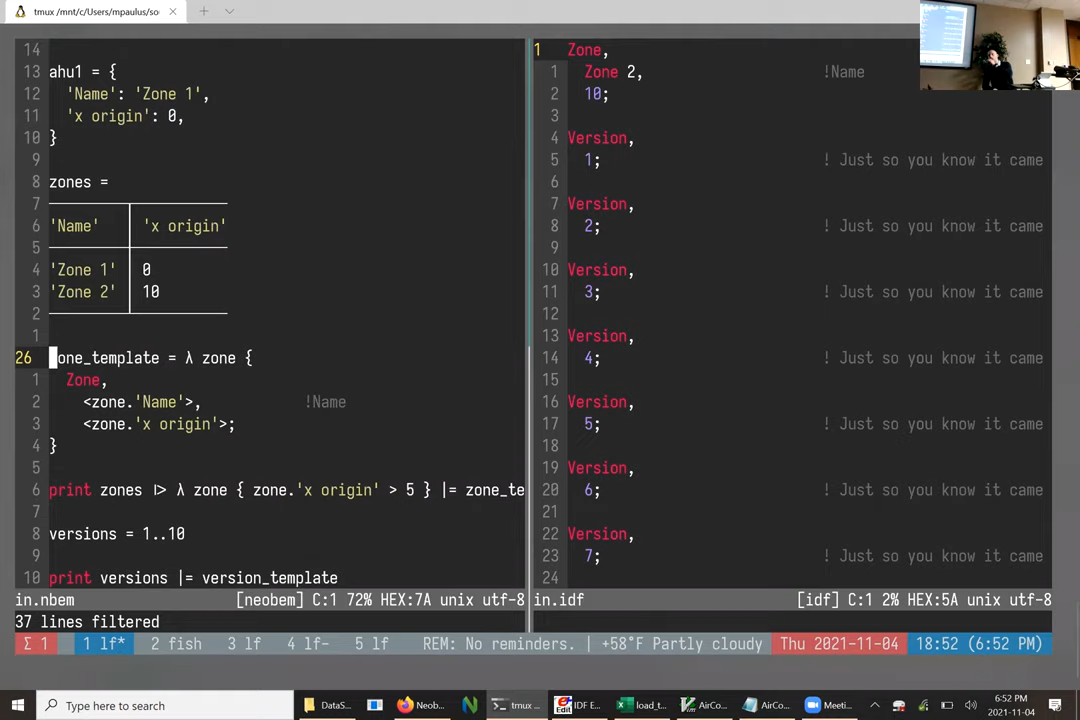 tmux /mnt/c/Users/mpaulus/so
14
13 ahu1 = {
12 'Name': 'Zone 1',
11 'x origin': 0,
10 }
9
8 zones =
7
6 'Name' 'x origin'
5
4 'Zone 1' 0
3 'Zone 2' 10
2
1
26 one_template = λ zone {
1 Zone,
2 <zone.'Name'>, !Name
3 <zone.'x origin'>;
4 }
5
6 print zones |> λ zone { zone.'x origin' > 5 } |= zone_te
7
8 versions = 1..10
9
10 print versions |= version_template
in.nbem [neobem] C:1 72% HEX:7A unix utf-8
1 Zone,
1 Zone 2, !Name
2 10;
3
4 Version,
5 1; ! Just so you know it came
6
7 Version,
8 2; ! Just so you know it came
9
10 Version,
11 3; ! Just so you know it came
12
13 Version,
14 4; ! Just so you know it came
15
16 Version,
17 5; ! Just so you know it came
18
19 Version,
20 6; ! Just so you know it came
21
22 Version,
23 7; ! Just so you know it came
24
in.idf [idf] C:1 2% HEX:5A unix utf-8
37 lines filtered
Σ 1 1 lf* 2 fish 3 lf 4 lf- 5 lf REM: No reminders. | +58°F Partly cloudy Thu 2021-11-04 18:52 (6:52 PM)
Type here to search
DataS...
Neob...
tmux ...
IDF E...
load_t...
AirCo...
AirCo...
Meeti...
6:52 PM
2021-11-04